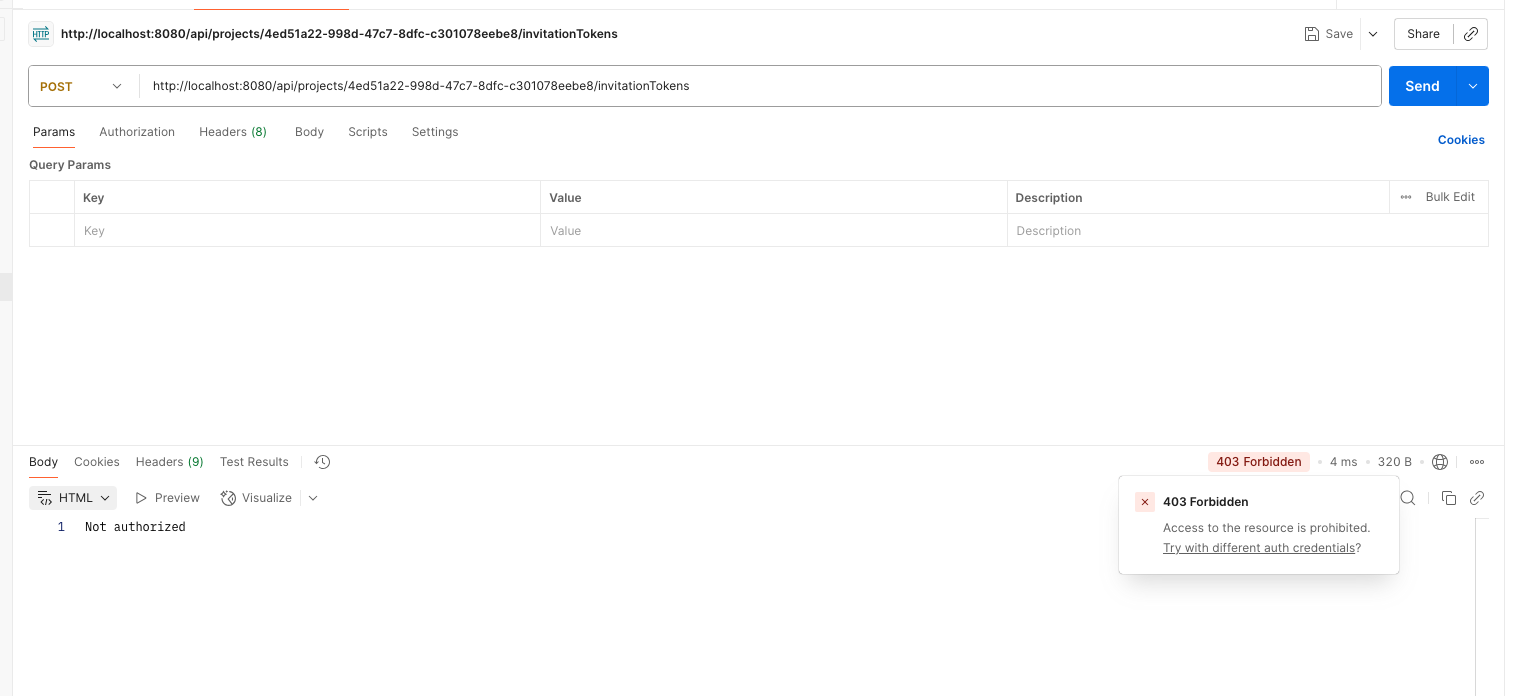 HTTP http://localhost:8080/api/projects/4ed51a22-998d-47c7-8dfc-c301078eebe8/invitationTokens Save Share
POST http://localhost:8080/api/projects/4ed51a22-998d-47c7-8dfc-c301078eebe8/invitationTokens Send
Params Authorization Headers (8) Body Scripts Settings Cookies
Query Params
Key Value Description ••• Bulk Edit
Key Value Description
Body Cookies Headers (9) Test Results 403 Forbidden • 4 ms • 320 B • •••
HTML Preview Visualize
1 Not authorized
403 Forbidden
Access to the resource is prohibited.
Try with different auth credentials?